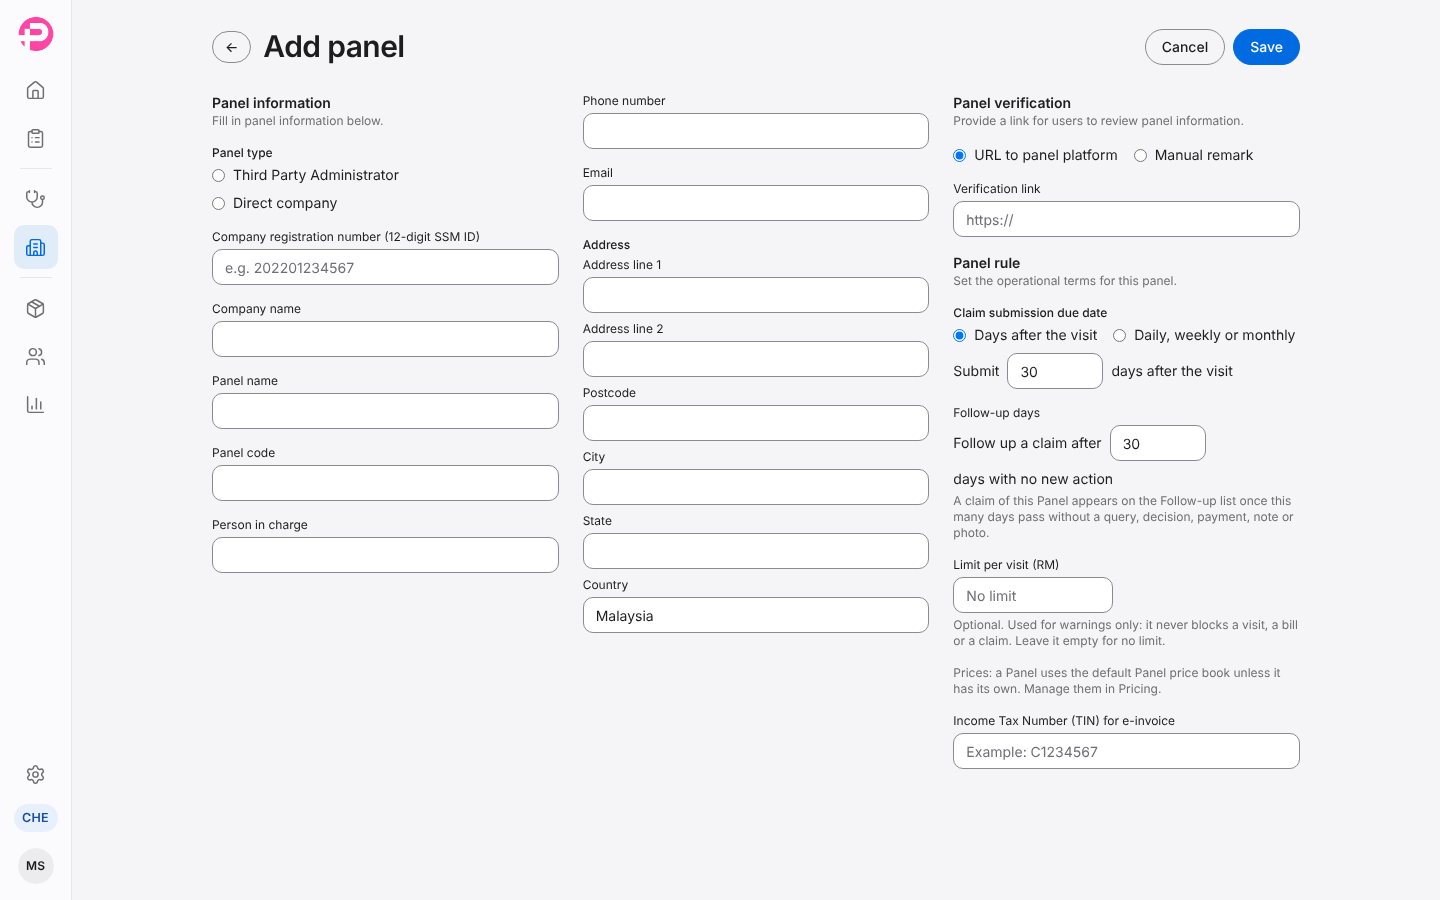 Add panel
Cancel
Save
Panel information
Fill in panel information below.
Panel type
Third Party Administrator
Direct company
Company registration number (12-digit SSM ID)
e.g. 202201234567
Company name
Panel name
Panel code
Person in charge
Phone number
Email
Address
Address line 1
Address line 2
Postcode
City
State
Country
Malaysia
Panel verification
Provide a link for users to review panel information.
URL to panel platform
Manual remark
Verification link
https://
Panel rule
Set the operational terms for this panel.
Claim submission due date
Days after the visit
Daily, weekly or monthly
Submit 30 days after the visit
Follow-up days
Follow up a claim after 30
days with no new action
A claim of this Panel appears on the Follow-up list once this
many days pass without a query, decision, payment, note or
photo.
Limit per visit (RM)
No limit
Optional. Used for warnings only: it never blocks a visit, a bill
or a claim. Leave it empty for no limit.
Prices: a Panel uses the default Panel price book unless it
has its own. Manage them in Pricing.
Income Tax Number (TIN) for e-invoice
Example: C1234567
CHE
MS